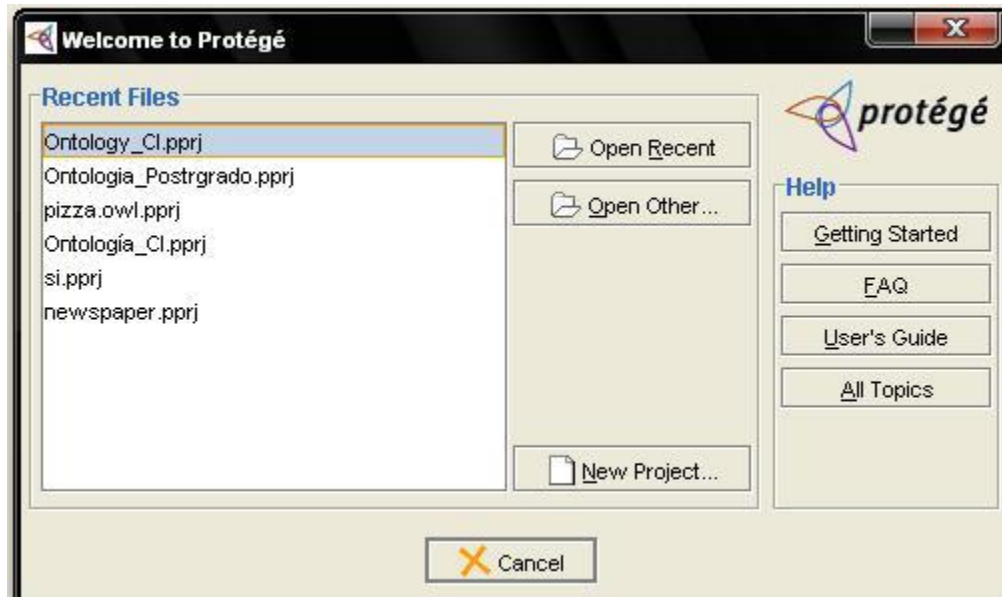 Welcome to Protégé
Recent Files
Ontology_CI.pprj
Ontologia_Postrgrado.pprj
pizza.owl.pprj
Ontología_CI.pprj
si.pprj
newspaper.pprj
Open Recent
Open Other...
New Project...
protégé
Help
Getting Started
FAQ
User's Guide
All Topics
Cancel